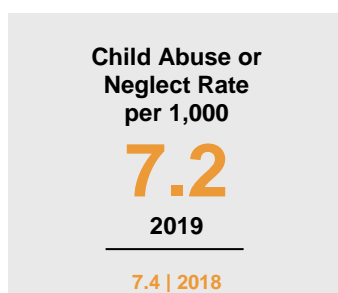 Child Abuse or
Neglect Rate
per 1,000
7.2
2019
7.4 | 2018